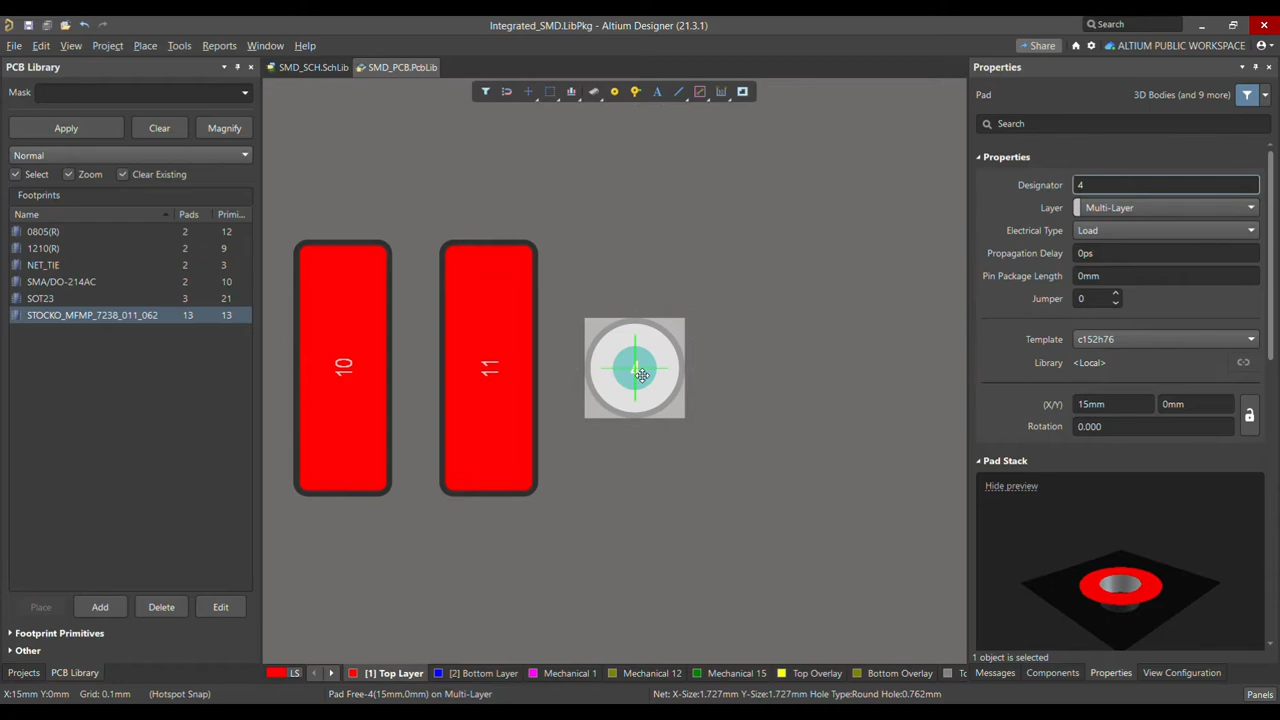 Integrated_SMD.LibPkg - Altium Designer (21.3.1)
Search
File Edit View Project Place Tools Reports Window Help
Share
ALTIUM PUBLIC WORKSPACE
PCB Library
SMD_SCH.SchLib
SMD_PCB.PcbLib
Mask
Apply Clear Magnify
Normal
Select Zoom Clear Existing
Footprints
Name Pads Primi...
0805(R) 2 12
1210(R) 2 9
NET_TIE 2 3
SMA/DO-214AC 2 10
SOT23 3 21
STOCKO_MFMP_7238_011_062 13 13
Place Add Delete Edit
Footprint Primitives
Other
Projects PCB Library
10
11
Properties
Pad 3D Bodies (and 9 more)
Search
Properties
Designator 4
Layer Multi-Layer
Electrical Type Load
Propagation Delay 0ps
Pin Package Length 0mm
Jumper 0
Template c152h76
Library <Local>
(X/Y) 15mm 0mm
Rotation 0.000
Pad Stack
Hide preview
1 object is selected
LS [1] Top Layer [2] Bottom Layer Mechanical 1 Mechanical 12 Mechanical 15 Top Overlay Bottom Overlay To
Messages Components Properties View Configuration
X:15mm Y:0mm Grid: 0.1mm (Hotspot Snap) Pad Free-4(15mm,0mm) on Multi-Layer Net: X-Size:1.727mm Y-Size:1.727mm Hole Type:Round Hole:0.762mm Panels